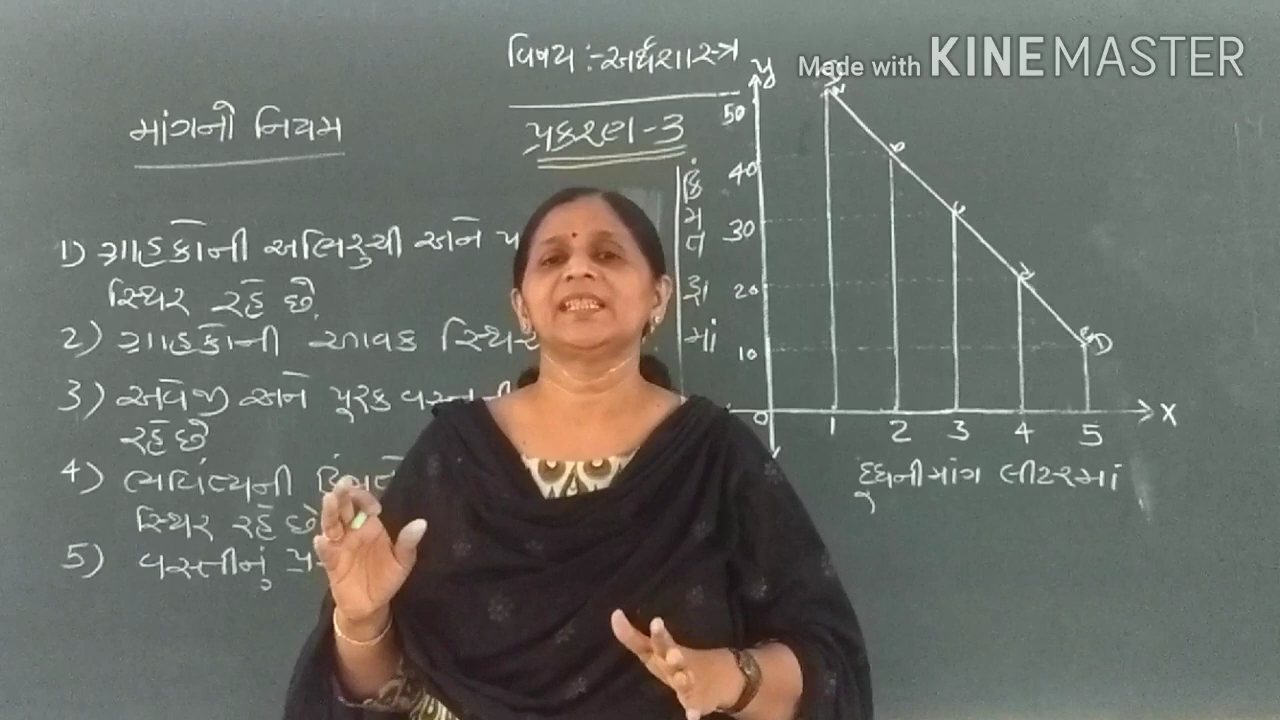 Made with KINEMASTER
વિષય :- અર્થશાસ્ત્ર
પ્રકરણ-3
માંગનો નિયમ
1) ગ્રાહકોની અભિરુચી અને
સ્થિર રહે છે.
2) ગ્રાહકોની આવક સ્થિર
3) અવેજી અને પૂરક
રહે છે
4) ભવિષ્યની
સ્થિર રહે છે
5) વસ્તીનું
કિંમત રૂા માં
y
50
40
30
20
10
0
1 2 3 4 5 X
D
દૂધની માંગ લીટરમાં